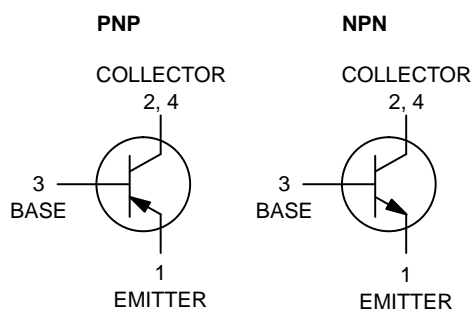 PNP
COLLECTOR
2, 4
3
BASE
1
EMITTER
NPN
COLLECTOR
2, 4
3
BASE
1
EMITTER